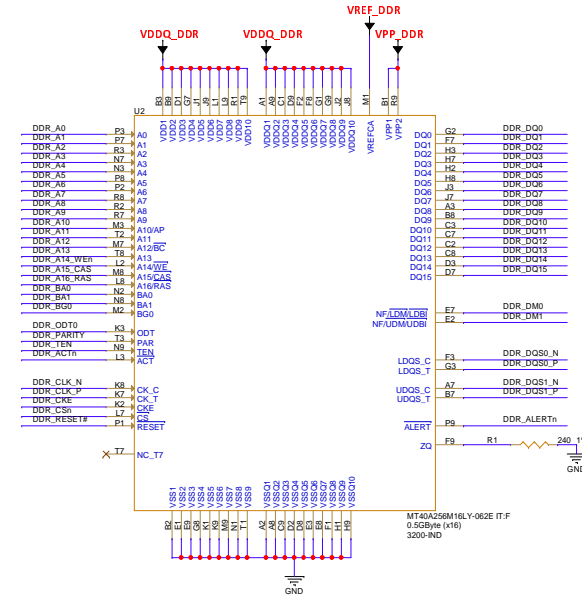 VREF_DDR
VDDQ_DDR
VDDQ_DDR
VPP_DDR
B3 B9 D1 G7 J1 J9 L1 L9 R1 T9
A1 A9 C1 D9 F2 F8 G1 G9 J2 J8
M1
B1 R9
U2
VDD1 VDD2 VDD3 VDD4 VDD5 VDD6 VDD7 VDD8 VDD9 VDD10
VDDQ1 VDDQ2 VDDQ3 VDDQ4 VDDQ5 VDDQ6 VDDQ7 VDDQ8 VDDQ9 VDDQ10
VREFCA
VPP1 VPP2
DDR_A0 P3 A0
DDR_A1 P7 A1
DDR_A2 R3 A2
DDR_A3 N7 A3
DDR_A4 N3 A4
DDR_A5 P8 A5
DDR_A6 P2 A6
DDR_A7 R8 A7
DDR_A8 R2 A8
DDR_A9 R7 A9
DDR_A10 M3 A10/AP
DDR_A11 T2 A11
DDR_A12 M7 A12/BC
DDR_A13 T8 A13
DDR_A14_WEn L2 A14/WE
DDR_A15_CAS M8 A15/CAS
DDR_A16_RAS L8 A16/RAS
DDR_BA0 N2 BA0
DDR_BA1 N8 BA1
DDR_BG0 M2 BG0
DDR_ODT0 K3 ODT
DDR_PARITY T3 PAR
DDR_TEN N9 TEN
DDR_ACTn L3 ACT
DDR_CLK_N K8 CK_C
DDR_CLK_P K7 CK_T
DDR_CKE K2 CKE
DDR_CSn L7 CS
DDR_RESET# P1 RESET
T7 NC_T7
DQ0 G2 DDR_DQ0
DQ1 F7 DDR_DQ1
DQ2 H3 DDR_DQ2
DQ3 H7 DDR_DQ3
DQ4 H2 DDR_DQ4
DQ5 H8 DDR_DQ5
DQ6 J3 DDR_DQ6
DQ7 J7 DDR_DQ7
DQ8 A3 DDR_DQ8
DQ9 B8 DDR_DQ9
DQ10 C3 DDR_DQ10
DQ11 C7 DDR_DQ11
DQ12 C2 DDR_DQ12
DQ13 C8 DDR_DQ13
DQ14 D3 DDR_DQ14
DQ15 D7 DDR_DQ15
NF/LDM/LDBI E7 DDR_DM0
NF/UDM/UDBI E2 DDR_DM1
LDQS_C F3 DDR_DQS0_N
LDQS_T G3 DDR_DQS0_P
UDQS_C A7 DDR_DQS1_N
UDQS_T B7 DDR_DQS1_P
ALERT P9 DDR_ALERTn
ZQ F9 R1 240 1%
GND
VSS1 VSS2 VSS3 VSS4 VSS5 VSS6 VSS7 VSS8 VSS9
VSSQ1 VSSQ2 VSSQ3 VSSQ4 VSSQ5 VSSQ6 VSSQ7 VSSQ8 VSSQ9 VSSQ10
B2 E1 E9 G8 K1 K9 M9 N1 T1
A2 A8 C9 D2 D8 E3 E8 F1 H1 H9
MT40A256M16LY-062E IT:F
0.5GByte (x16)
3200-IND
GND